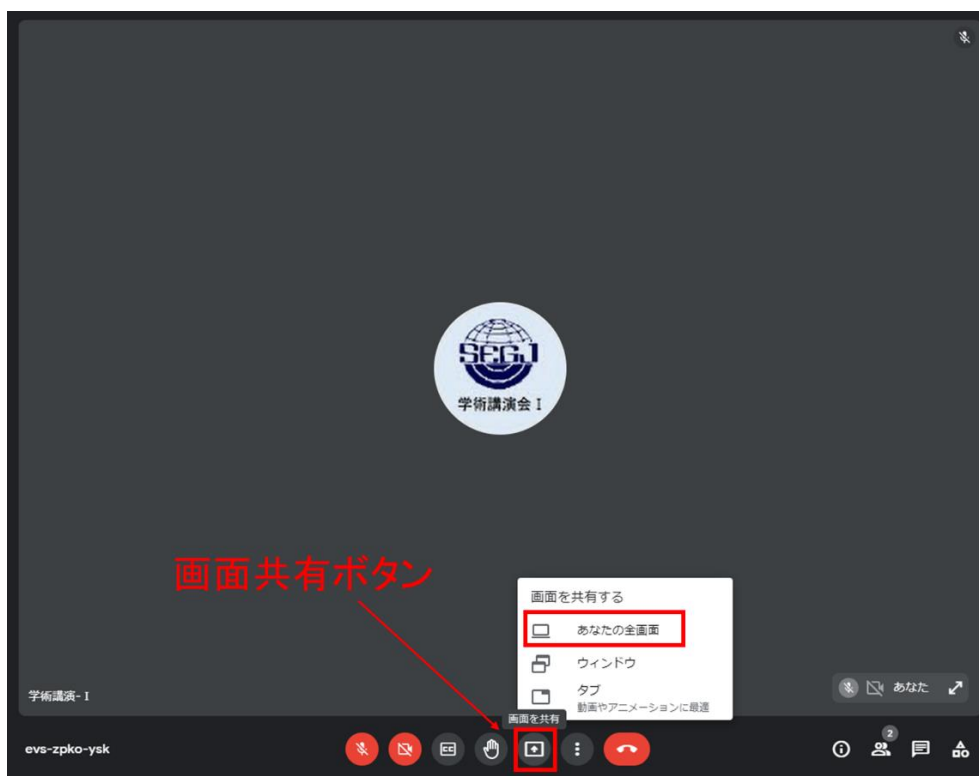 SEGJ
学術講演会 I
画面共有ボタン
画面を共有する
あなたの全画面
ウィンドウ
タブ
動画やアニメーションに最適
学術講演- I
あなた
画面を共有
2
evs-zpko-ysk
CC